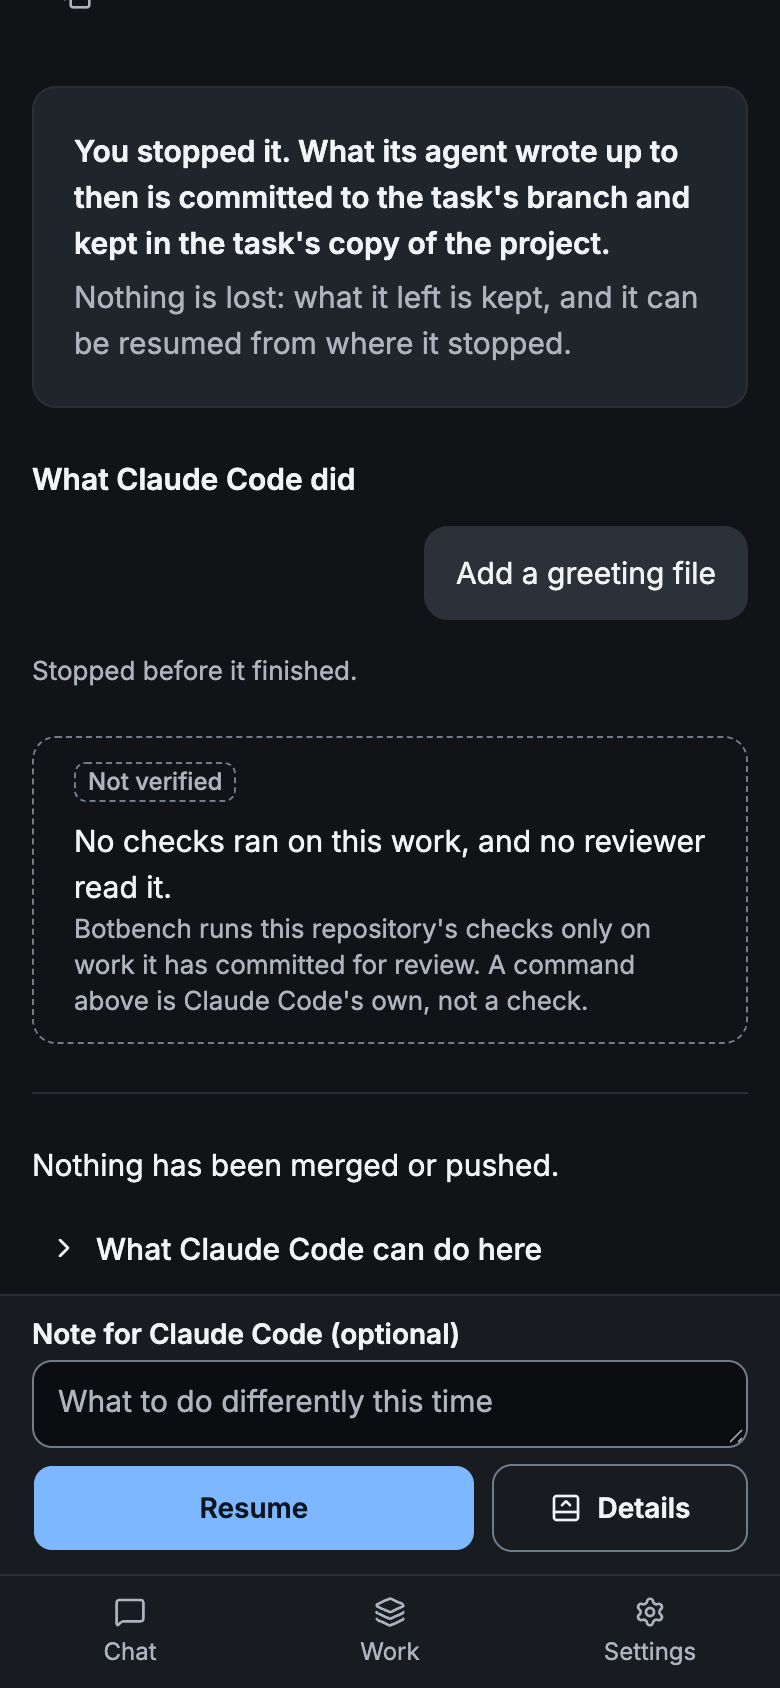 You stopped it. What its agent wrote up to
then is committed to the task's branch and
kept in the task's copy of the project.
Nothing is lost: what it left is kept, and it can
be resumed from where it stopped.
What Claude Code did
Add a greeting file
Stopped before it finished.
Not verified
No checks ran on this work, and no reviewer
read it.
Botbench runs this repository's checks only on
work it has committed for review. A command
above is Claude Code's own, not a check.
Nothing has been merged or pushed.
What Claude Code can do here
Note for Claude Code (optional)
What to do differently this time
Resume
Details
Chat
Work
Settings